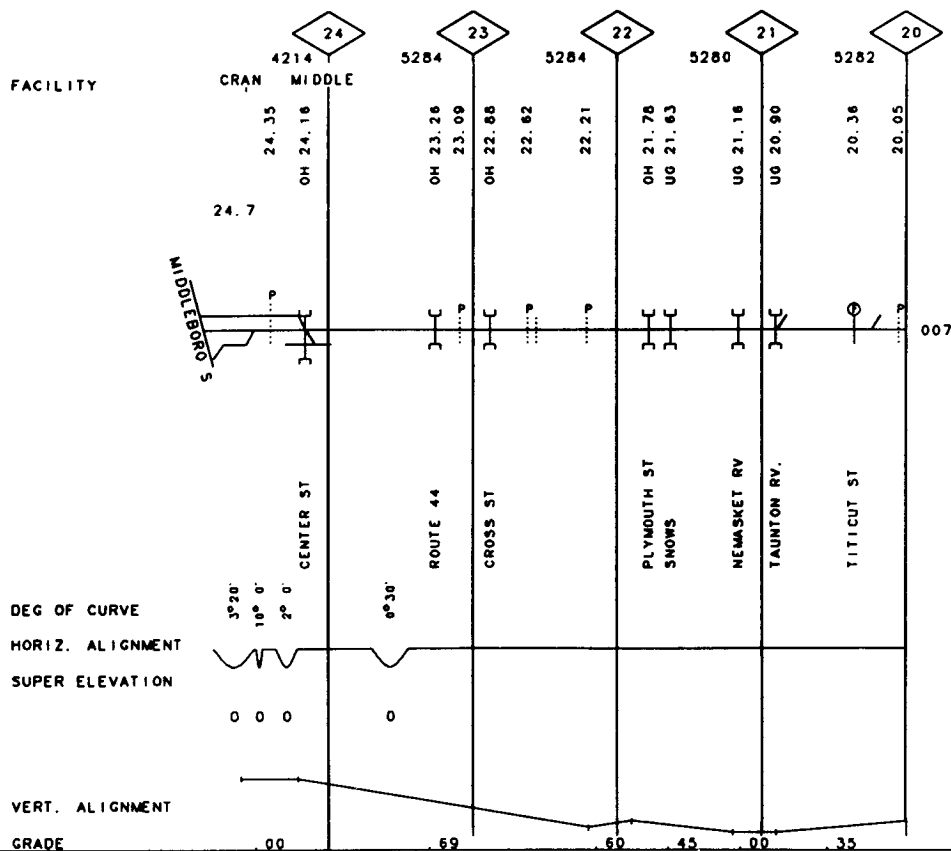 24 23 22 21 20
4214 5284 5284 5280 5282
FACILITY CRAN MIDDLE
24.35
OH 24.16
OH 23.26
23.09
OH 22.88
22.62
22.21
OH 21.78
UG 21.63
UG 21.16
UG 20.90
20.36
20.05
24.7
MIDDLEBORO S
P P P P P P
007
CENTER ST
ROUTE 44
CROSS ST
PLYMOUTH ST
SNOWS
NEMASKET RV
TAUNTON RV.
TITICUT ST
DEG OF CURVE 3°20' 10° 0' 2° 0' 0°30'
HORIZ. ALIGNMENT
SUPER ELEVATION
0 0 0 0
VERT. ALIGNMENT
GRADE .00 .69 .60 .45 .00 .35